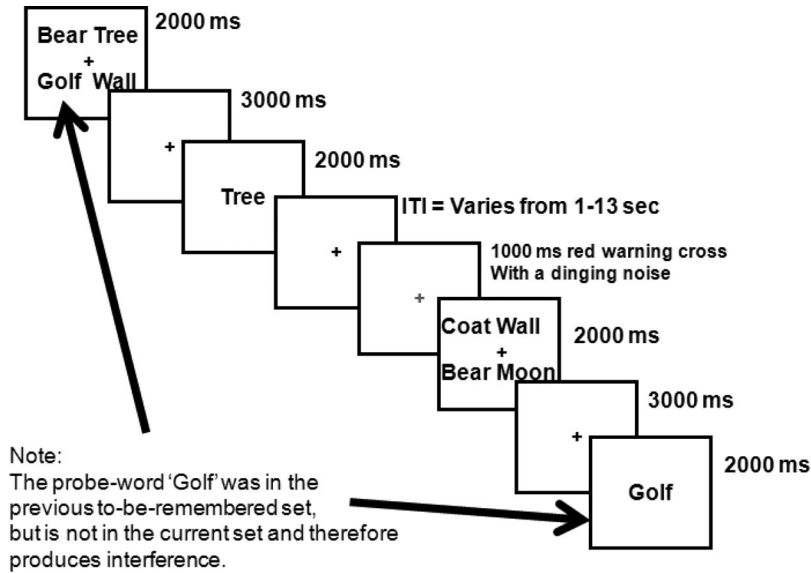 Bear Tree
2000 ms
+
Golf Wall
3000 ms
+
2000 ms
Tree
ITI = Varies from 1-13 sec
+
1000 ms red warning cross
With a dinging noise
+
Coat Wall
2000 ms
+
Bear Moon
3000 ms
+
2000 ms
Golf
Note:
The probe-word ‘Golf’ was in the
previous to-be-remembered set,
but is not in the current set and therefore
produces interference.